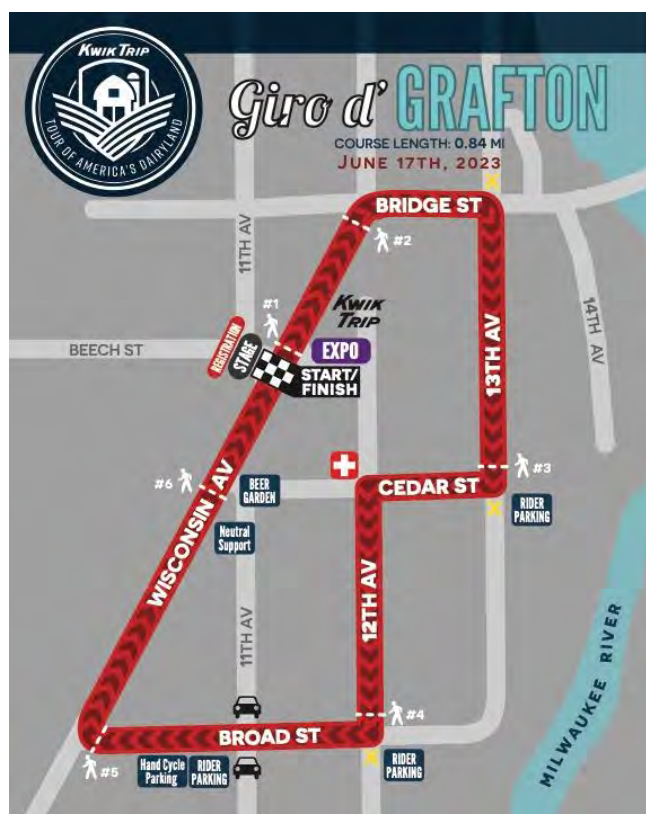 KWIK TRIP
TOUR OF AMERICA'S DAIRYLAND
Giro d' GRAFTON
COURSE LENGTH: 0.84 MI
JUNE 17TH, 2023
BRIDGE ST
#2
11TH AV
#1
KWIK
TRIP
14TH AV
BEECH ST
REGISTRATION
STAGE
EXPO
START/
FINISH
13TH AV
#3
#6
BEER
GARDEN
CEDAR ST
RIDER
PARKING
WISCONSIN AV
Neutral
Support
12TH AV
11TH AV
MILWAUKEE RIVER
#4
BROAD ST
#5
Hand Cycle
Parking
RIDER
PARKING
RIDER
PARKING